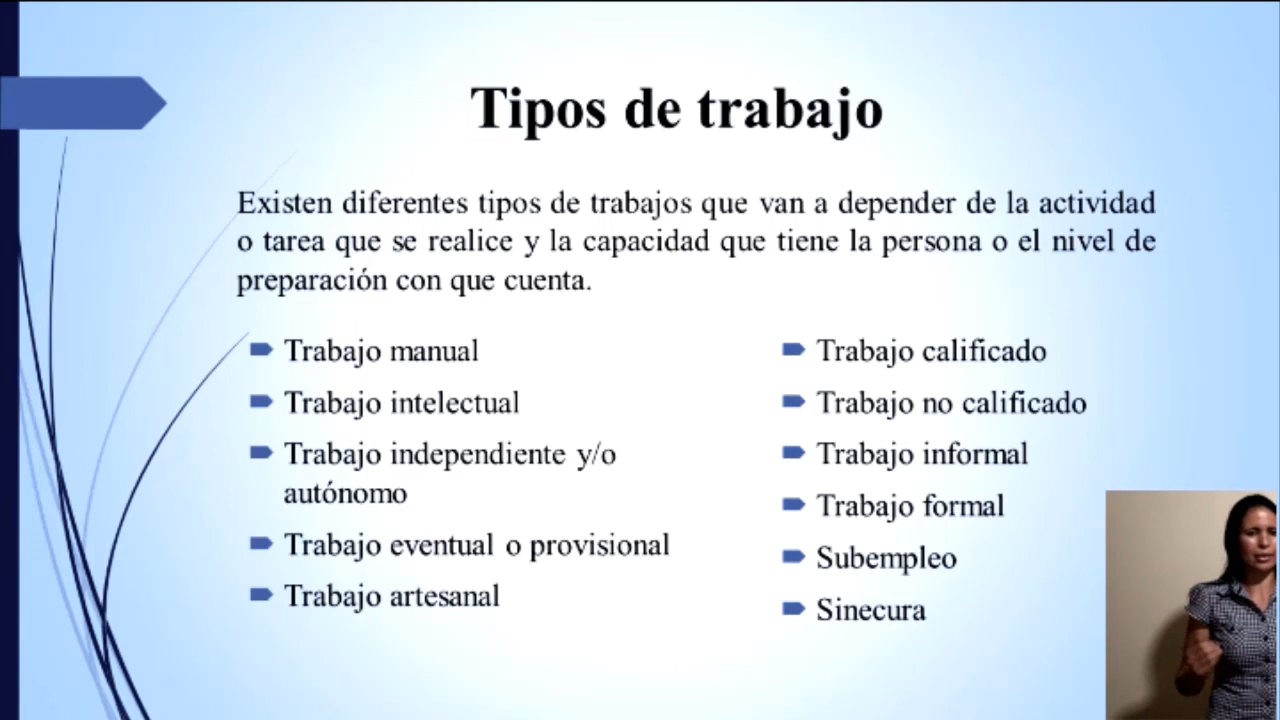 Tipos de trabajo
Existen diferentes tipos de trabajos que van a depender de la actividad
o tarea que se realice y la capacidad que tiene la persona o el nivel de
preparación con que cuenta.
Trabajo manual
Trabajo intelectual
Trabajo independiente y/o
autónomo
Trabajo eventual o provisional
Trabajo artesanal
Trabajo calificado
Trabajo no calificado
Trabajo informal
Trabajo formal
Subempleo
Sinecura